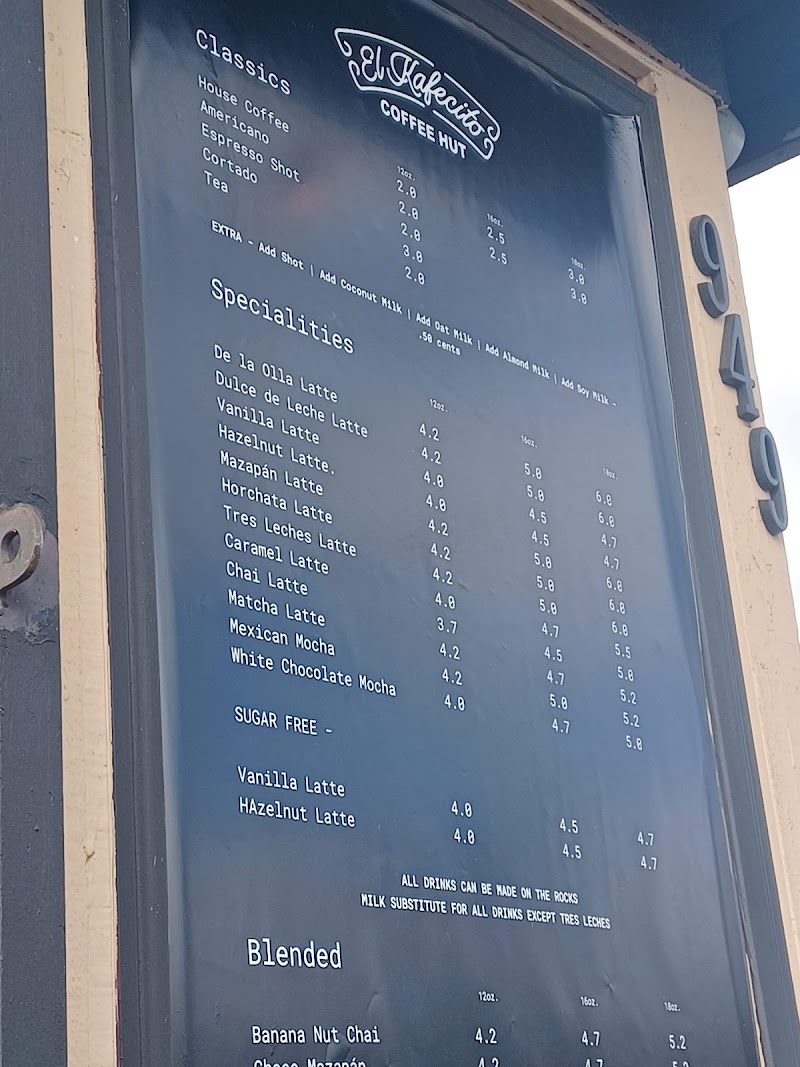 El Kafecito
COFFEE HUT
949
Classics
12oz. 16oz. 18oz.
House Coffee 2.0 2.5 3.0
Americano 2.0 2.5 3.0
Espresso Shot 2.0
Cortado 3.0
Tea 2.0
EXTRA - Add Shot | Add Coconut Milk | Add Oat Milk | Add Almond Milk | Add Soy Milk -
.50 cents
Specialities
12oz. 16oz. 18oz.
De la Olla Latte 4.2 5.0 6.0
Dulce de Leche Latte 4.2 5.0 6.0
Vanilla Latte 4.0 4.5 4.7
Hazelnut Latte. 4.0 4.5 4.7
Mazapán Latte 4.2 5.0 6.0
Horchata Latte 4.2 5.0 6.0
Tres Leches Latte 4.2 5.0 6.0
Caramel Latte 4.0 4.7 5.5
Chai Latte 3.7 4.5 5.0
Matcha Latte 4.2 4.7 5.2
Mexican Mocha 4.2 5.0 5.2
White Chocolate Mocha 4.0 4.7 5.0
SUGAR FREE -
Vanilla Latte 4.0 4.5 4.7
HAzelnut Latte 4.0 4.5 4.7
ALL DRINKS CAN BE MADE ON THE ROCKS
MILK SUBSTITUTE FOR ALL DRINKS EXCEPT TRES LECHES
Blended
12oz. 16oz. 18oz.
Banana Nut Chai 4.2 4.7 5.2
Choco Mazapán 4.2 4.7 5.2